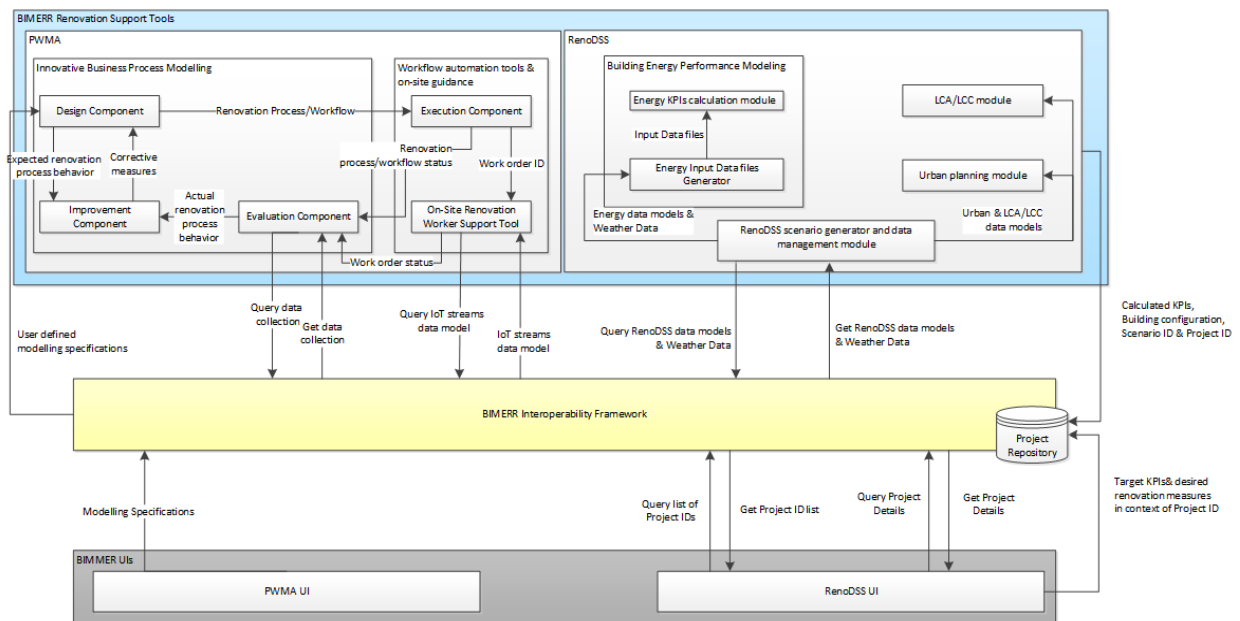 BIMERR Renovation Support Tools
PWMA
Innovative Business Process Modelling
Design Component
Renovation Process/Workflow
Expected renovation
process behavior
Corrective
measures
Improvement
Component
Actual
renovation
process
behavior
Evaluation Component
Workflow automation tools &
on-site guidance
Execution Component
Renovation
process/workflow status
Work order ID
On-Site Renovation
Worker Support Tool
Work order status
RenoDSS
Building Energy Performance Modeling
Energy KPIs calculation module
Input Data files
Energy Input Data files
Generator
Energy data models &
Weather Data
LCA/LCC module
Urban planning module
Urban & LCA/LCC
data models
RenoDSS scenario generator and data
management module
User defined
modelling specifications
Query data
collection
Get data
collection
Query IoT streams
data model
IoT streams
data model
Query RenoDSS data models
& Weather Data
Get RenoDSS data models
& Weather Data
Calculated KPIs,
Building configuration,
Scenario ID & Project ID
BIMERR Interoperability Framework
Project
Repository
Modelling Specifications
Query list of
Project IDs
Get Project ID list
Query Project
Details
Get Project
Details
Target KPIs& desired
renovation measures
in context of Project ID
BIMMER UIs
PWMA UI
RenoDSS UI